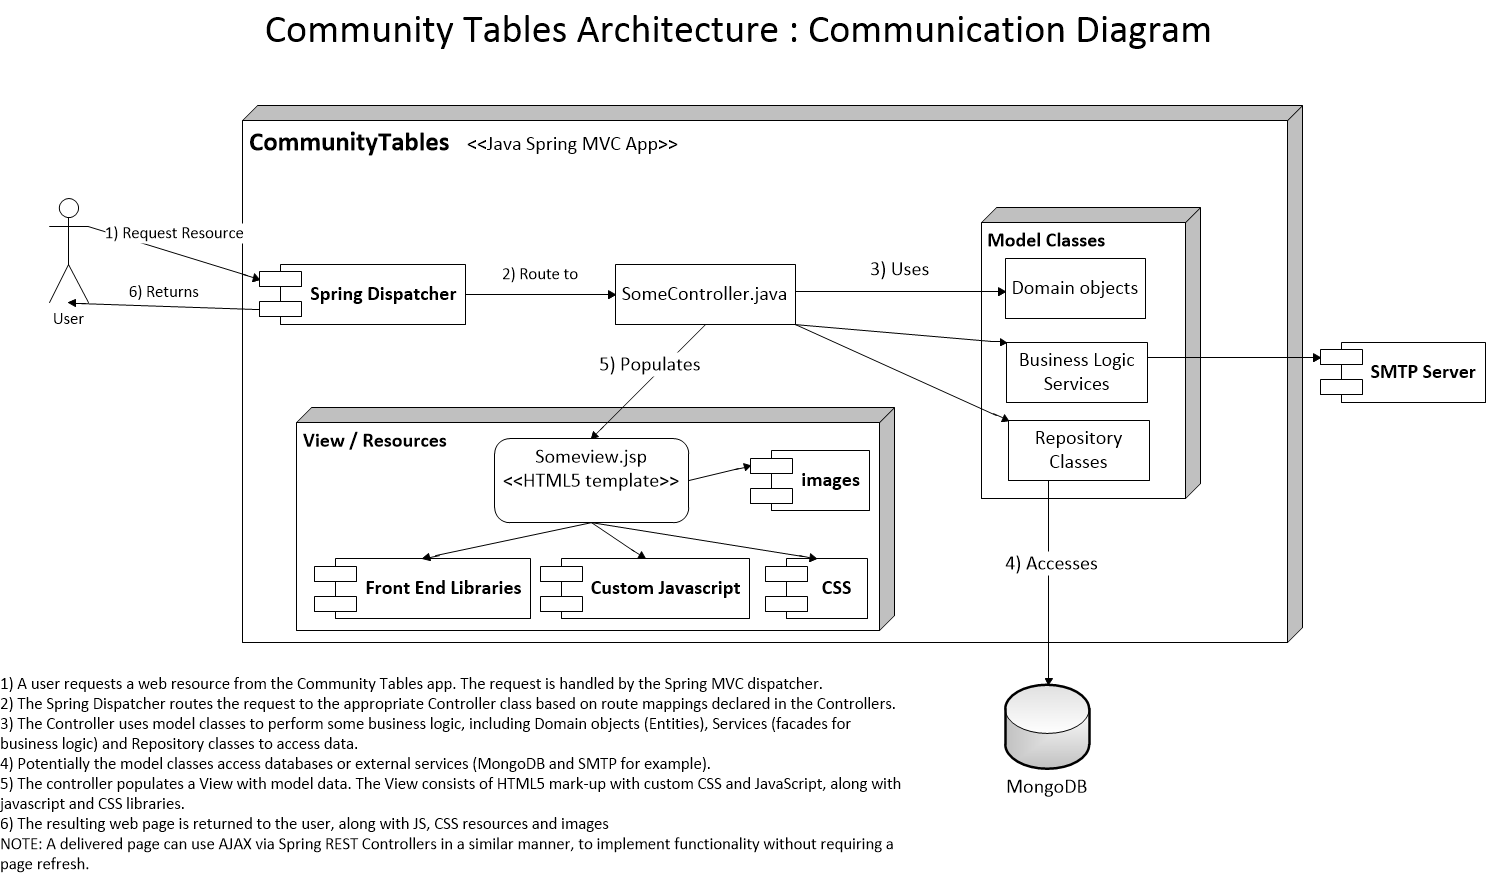 Community Tables Architecture : Communication Diagram
CommunityTables <<Java Spring MVC App>>
1) Request Resource
6) Returns
User
Spring Dispatcher
2) Route to
SomeController.java
3) Uses
Model Classes
Domain objects
Business Logic
Services
Repository
Classes
SMTP Server
5) Populates
View / Resources
Someview.jsp
<<HTML5 template>>
images
Front End Libraries
Custom Javascript
CSS
4) Accesses
MongoDB
1) A user requests a web resource from the Community Tables app. The request is handled by the Spring MVC dispatcher.
2) The Spring Dispatcher routes the request to the appropriate Controller class based on route mappings declared in the Controllers.
3) The Controller uses model classes to perform some business logic, including Domain objects (Entities), Services (facades for
business logic) and Repository classes to access data.
4) Potentially the model classes access databases or external services (MongoDB and SMTP for example).
5) The controller populates a View with model data. The View consists of HTML5 mark-up with custom CSS and JavaScript, along with
javascript and CSS libraries.
6) The resulting web page is returned to the user, along with JS, CSS resources and images
NOTE: A delivered page can use AJAX via Spring REST Controllers in a similar manner, to implement functionality without requiring a
page refresh.